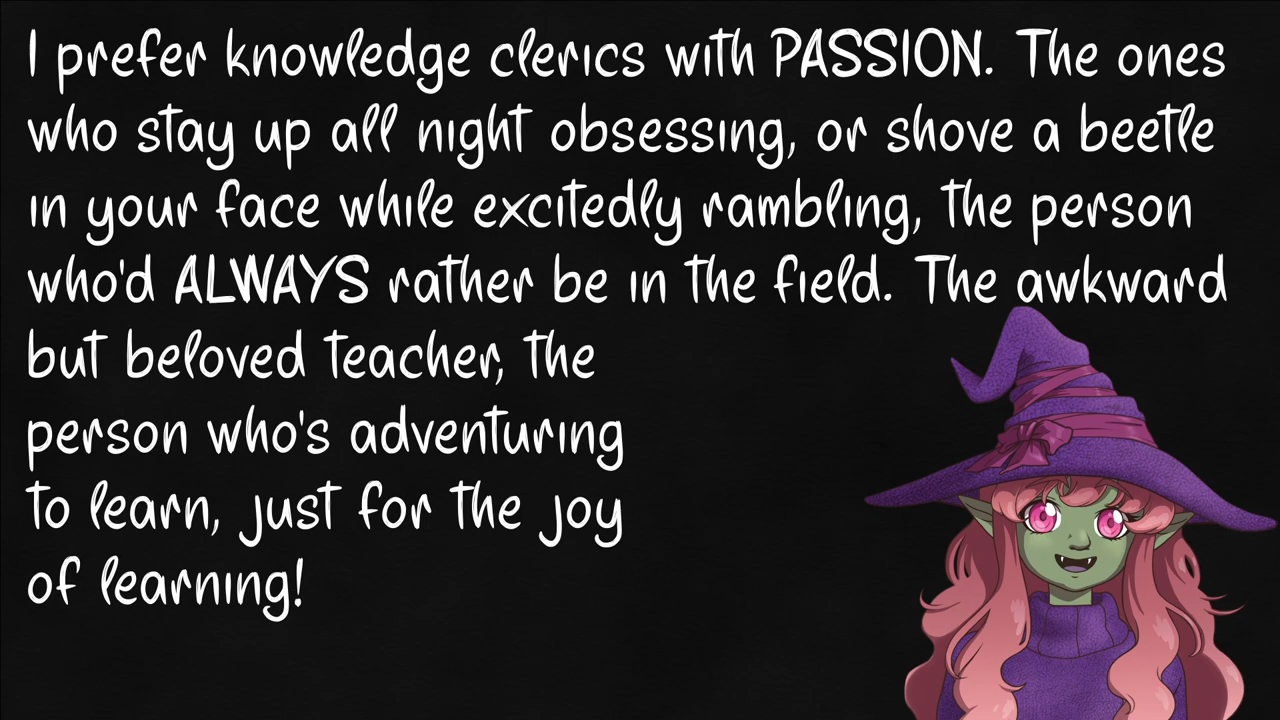 I prefer knowledge clerics with PASSION. The ones
who stay up all night obsessing, or shove a beetle
in your face while excitedly rambling, the person
who'd ALWAYS rather be in the field. The awkward
but beloved teacher, the
person who's adventuring
to learn, just for the joy
of learning!